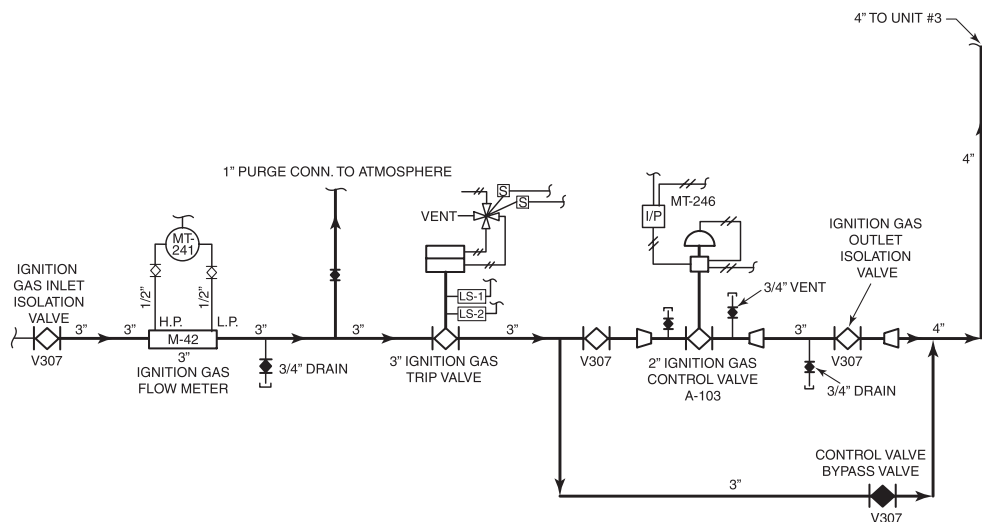 4" TO UNIT #3
4"
1" PURGE CONN. TO ATMOSPHERE
S
S
VENT
MT-246
I/P
MT-
241
IGNITION
GAS INLET
ISOLATION
VALVE
1/2"
1/2"
H.P.
L.P.
LS-1
LS-2
3/4" VENT
IGNITION GAS
OUTLET
ISOLATION
VALVE
3"
3"
M-42
3"
3"
3"
3"
3"
4"
V307
3"
IGNITION GAS
FLOW METER
3/4" DRAIN
3" IGNITION GAS
TRIP VALVE
V307
2" IGNITION GAS
CONTROL VALVE
A-103
V307
3/4" DRAIN
CONTROL VALVE
BYPASS VALVE
3"
V307